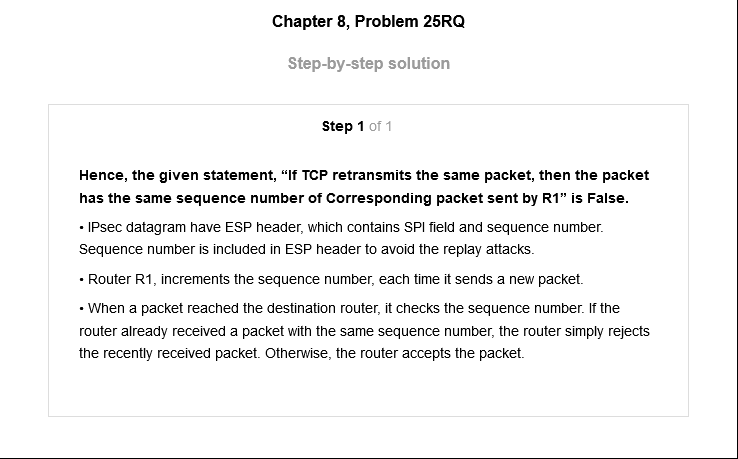 Chapter 8, Problem 25RQ
Step-by-step solution
Step 1 of 1
Hence, the given statement, “If TCP retransmits the same packet, then the packet
has the same sequence number of Corresponding packet sent by R1” is False.
• IPsec datagram have ESP header, which contains SPI field and sequence number.
Sequence number is included in ESP header to avoid the replay attacks.
• Router R1, increments the sequence number, each time it sends a new packet.
• When a packet reached the destination router, it checks the sequence number. If the
router already received a packet with the same sequence number, the router simply rejects
the recently received packet. Otherwise, the router accepts the packet.